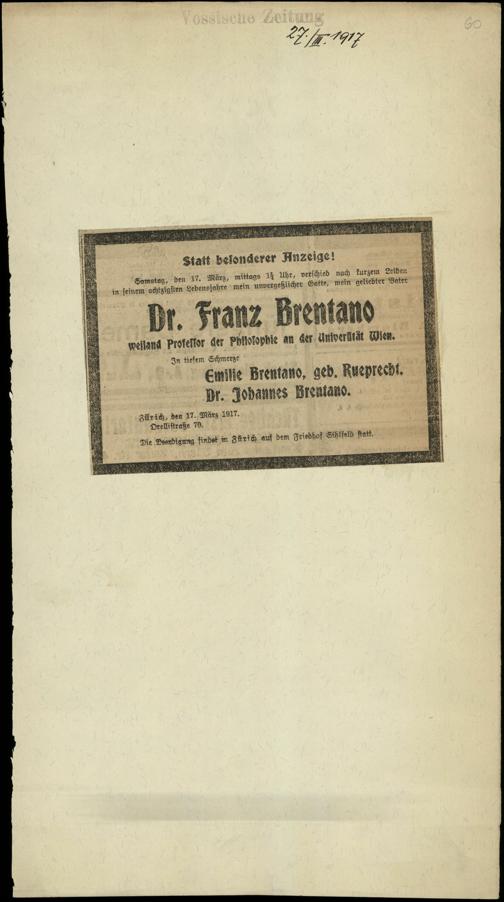 Vossische Zeitung
60
27./III. 1917
Statt besonderer Anzeige!
Samstag, den 17. März, mittags 1½ Uhr, verschied nach kurzem Leiden
in seinem achtzigsten Lebensjahre mein unvergeßlicher Gatte, mein geliebter Vater
Dr. Franz Brentano
weiland Professor der Philosophie an der Universität Wien.
In tiefem Schmerze
Emilie Brentano, geb. Rueprecht.
Dr. Johannes Brentano.
Zürich, den 17. März 1917.
Orellistraße 70.
Die Beerdigung findet in Zürich auf dem Friedhof Sihlfeld statt.